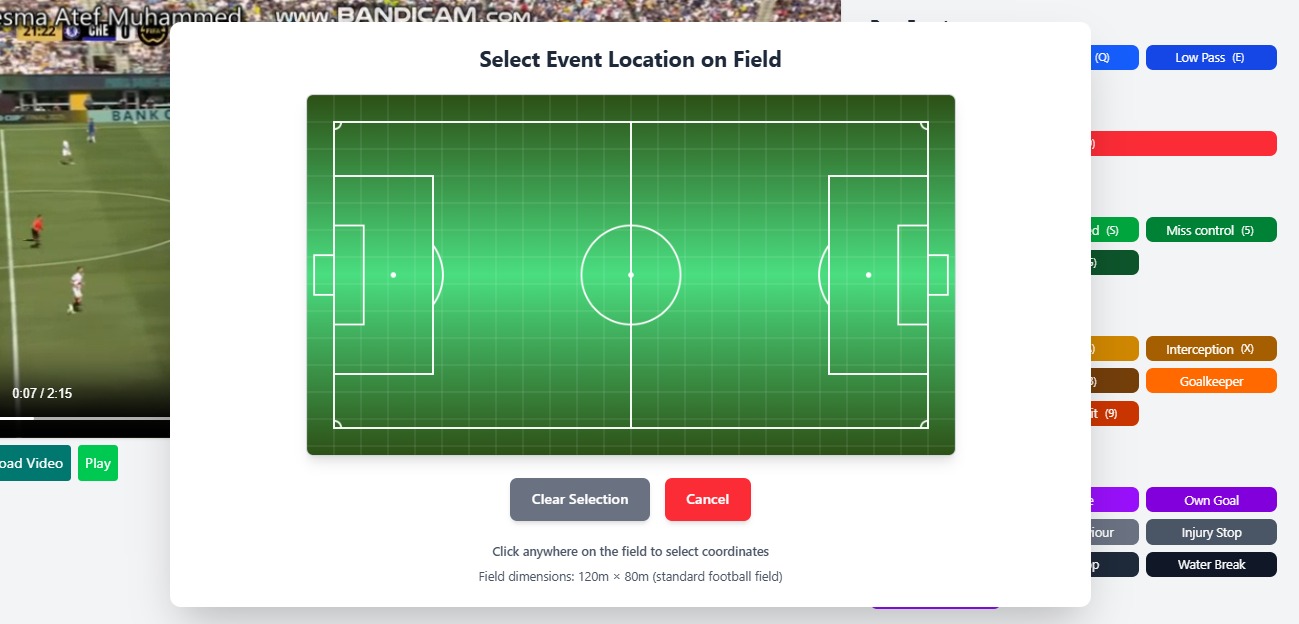 esma Atef Muhammed
www.BANDICAM.com
21:22 CHE 0
BANK
Select Event Location on Field
(Q)
Low Pass (E)
(S)
Miss control (5)
Interception (X)
Goalkeeper
(9)
0:07 / 2:15
oad Video
Play
Own Goal
iour
Injury Stop
Water Break
Clear Selection
Cancel
Click anywhere on the field to select coordinates
Field dimensions: 120m × 80m (standard football field)